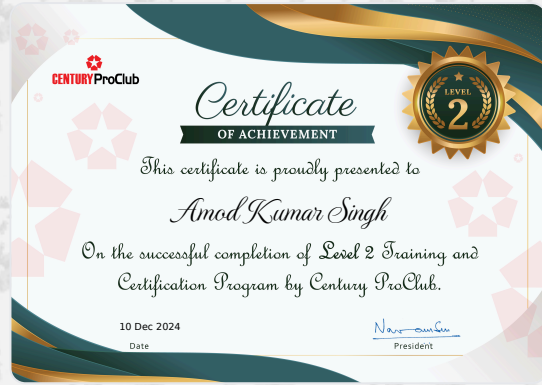 CENTURY ProClub
LEVEL
2
Certificate
OF ACHIEVEMENT
This certificate is proudly presented to
Amod Kumar Singh
On the successful completion of Level 2 Training and
Certification Program by Century ProClub.
10 Dec 2024
Date
President